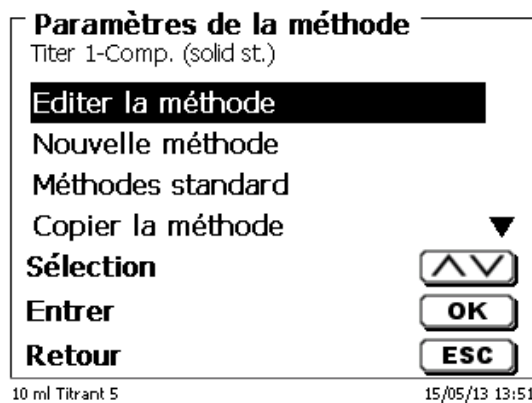 Paramètres de la méthode
Titer 1-Comp. (solid st.)
Editer la méthode
Nouvelle méthode
Méthodes standard
Copier la méthode
Sélection
Entrer OK
Retour ESC
10 ml Titrant 5 15/05/13 13:51